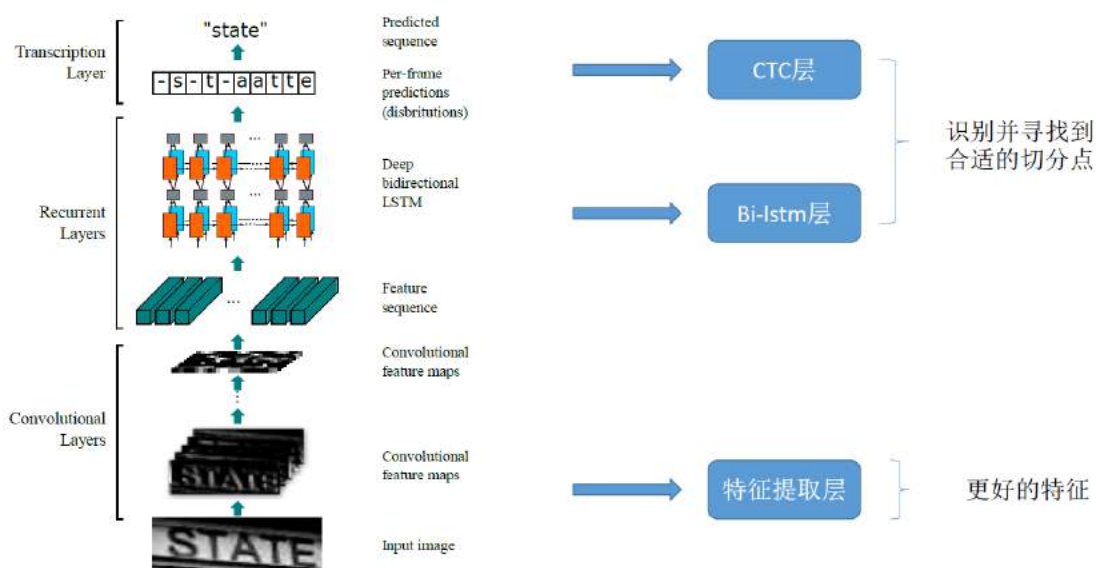 "state"
Predicted
sequence
Transcription
Layer
- s - t - a a t t e
Per-frame
predictions
(disbritutions)
CTC层
识别并寻找到
合适的切分点
Recurrent
Layers
...
...
...
Deep
bidirectional
LSTM
Bi-lstm层
...
Feature
sequence
Convolutional
feature maps
Convolutional
Layers
STATE
Convolutional
feature maps
特征提取层
更好的特征
STATE
Input image